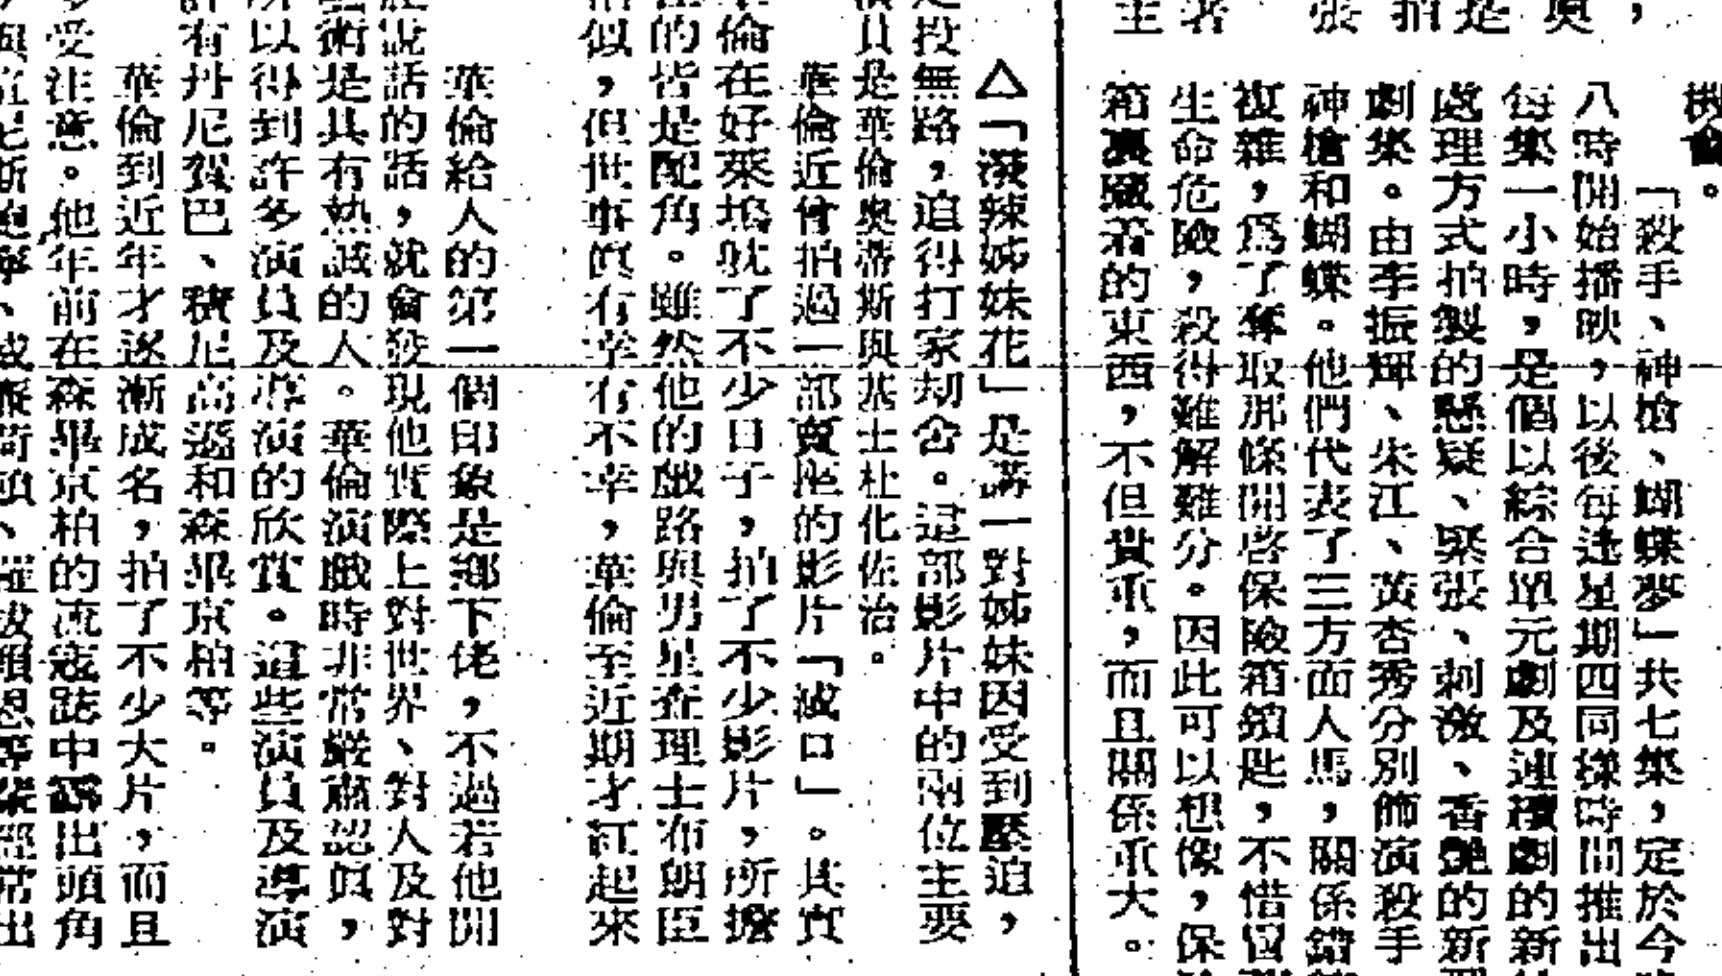 主著　張拍是奧，
機會。
「殺手、神槍、蝴蝶夢」共七集，定於今
八時開始播映，以後每逢星期四同樣時間推出
每集一小時，是個以綜合單元劇及連續劇的新
處理方式拍製的懸疑、緊張、刺激、香艷的新
劇集。由李振輝、朱江、黃杏秀分別飾演殺手
神槍和蝴蝶。他們代表了三方面人馬，關係錯
複雜，爲了奪取那條開啓保險箱鎖匙，不惜冒
生命危險，殺得難解難分。因此可以想像，保
箱裏藏着的東西，不但貴重，而且關係重大。
△「潑辣姊妹花」是講一對姊妹因受到壓迫，
走投無路，迫得打家劫舍。這部影片中的兩位主要
演員是華倫奧蒂斯與基士杜化佐治。
華倫近曾拍過一部賣座的影片「滅口」。其實
華倫在好萊塢躭了不少日子，拍了不少影片，所擔
任的皆是配角。雖然他的戲路與男星查理士布朗臣
相似，但世事眞有幸有不幸，華倫至近期才紅起來
華倫給人的第一個印象是鄉下佬，不過若他開
說話的話，就會發現他實際上對世界、對人及對
藝術是具有熱誠的人。華倫演戲時非常嚴肅認眞，
所以得到許多演員及導演的欣賞。這些演員及導演
許有丹尼賀巴、積尼高遜和森畢京柏等。
華倫到近年才逐漸成名，拍了不少大片，而且
多受注意。他年前在森畢京柏的流寇誌中露出頭角